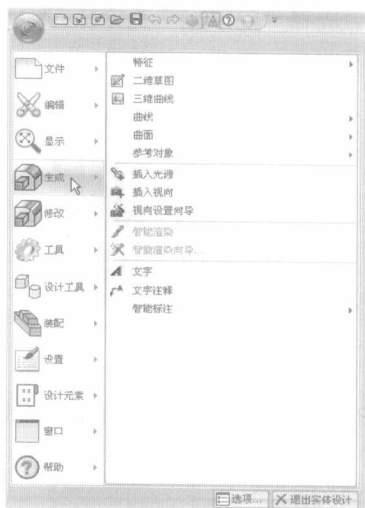 文件
编辑
显示
生成
修改
工具
设计工具
装配
设置
设计元素
窗口
帮助
特征
二维草图
三维曲线
曲线
曲面
参考对象
插入光源
插入视向
视向设置向导
智能渲染
智能渲染向导...
文字
文字注释
智能标注
选项...
退出实体设计